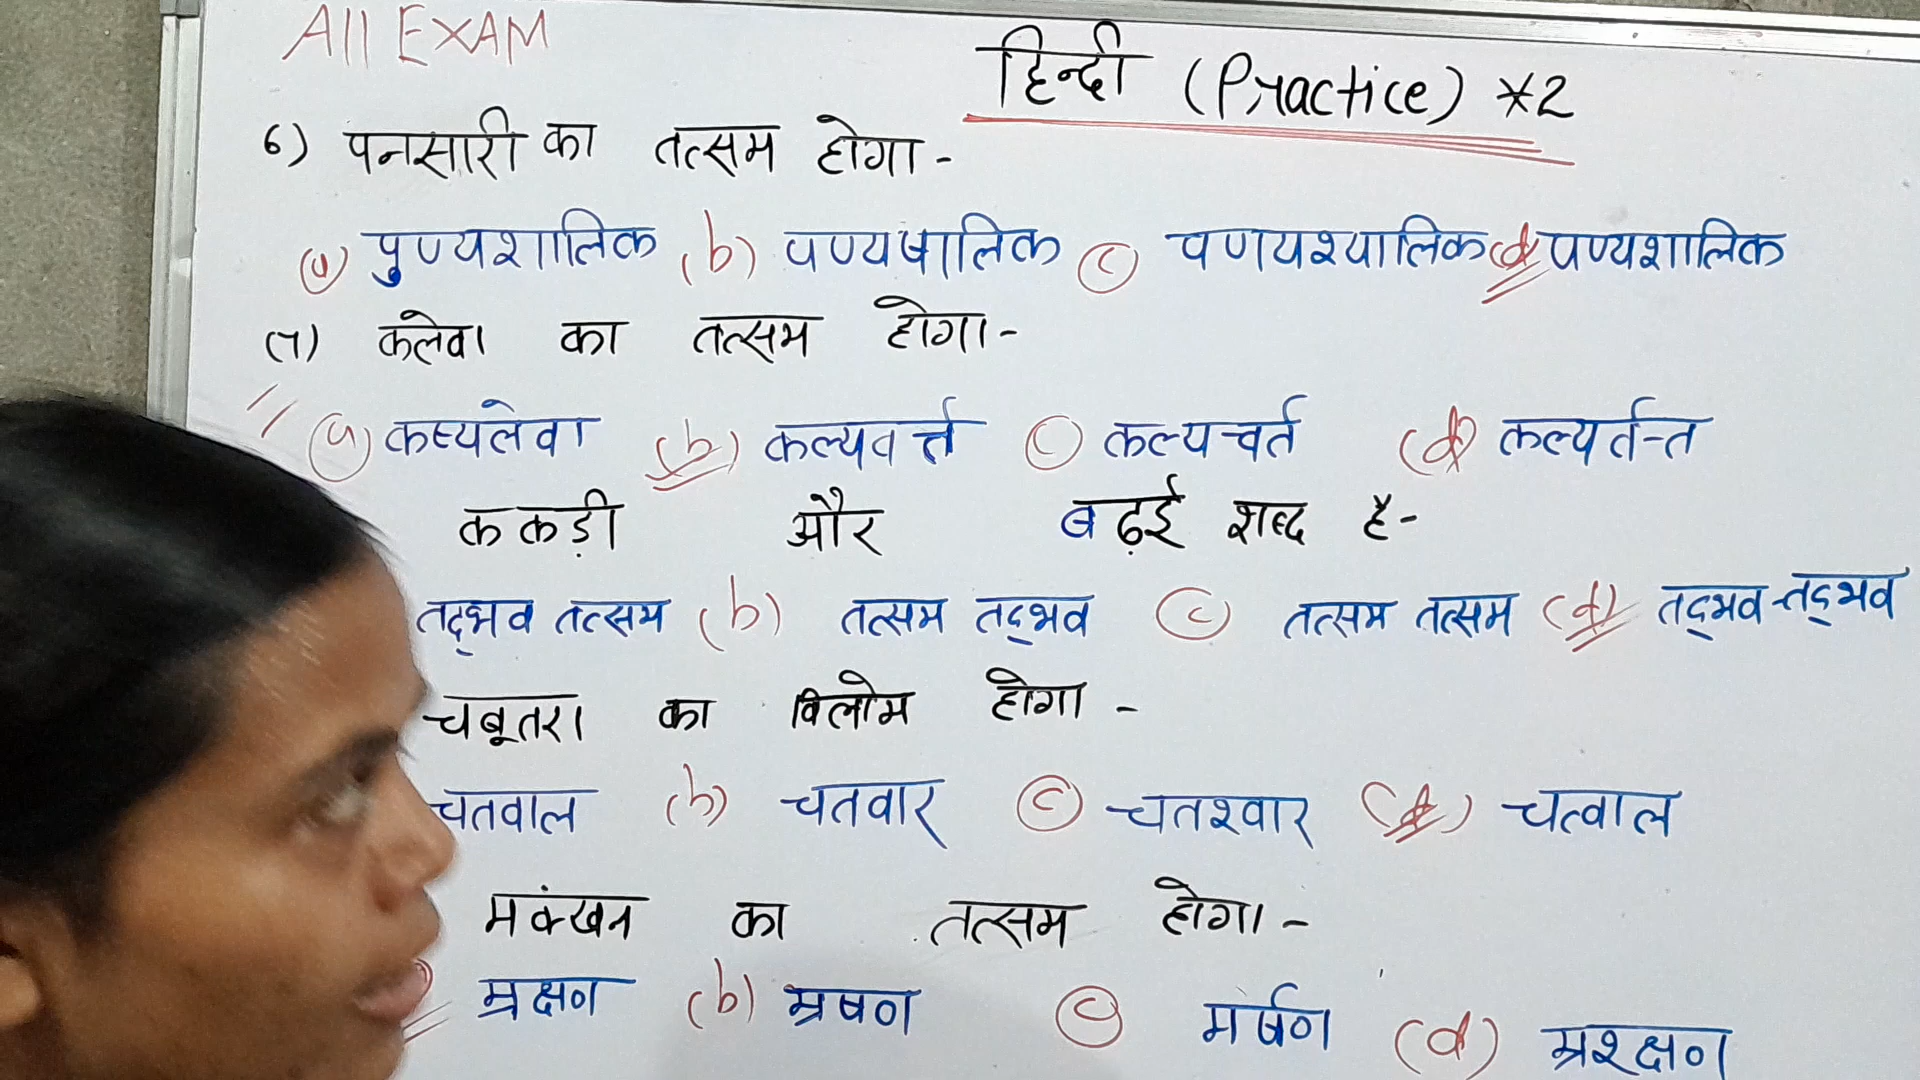 All EXAM
हिन्दी (Practice) *2
6) पनसारी का तत्सम होगा -
(a) पुण्यशालिक (b) पण्यषालिक (c) पणयश्यालिक (d) पण्यशालिक
(7) कलेवा का तत्सम होगा -
(b) कल्यवर्त्त (c) कल्यचर्त (d) कल्यर्तन्त
ककड़ी और बढ़ई शब्द है -
तद्भव तत्सम (b) तत्सम तद्भव (c) तत्सम तत्सम (d) तद्भव-तद्भव
चबूतरा का विलोम होगा -
चतवाल (b) चतवार (c) चतश्वार (d) चत्वाल
मक्खन का तत्सम होगा -
म्रक्षण (b) म्रषण (c) मर्षण (d) म्रश्क्षण